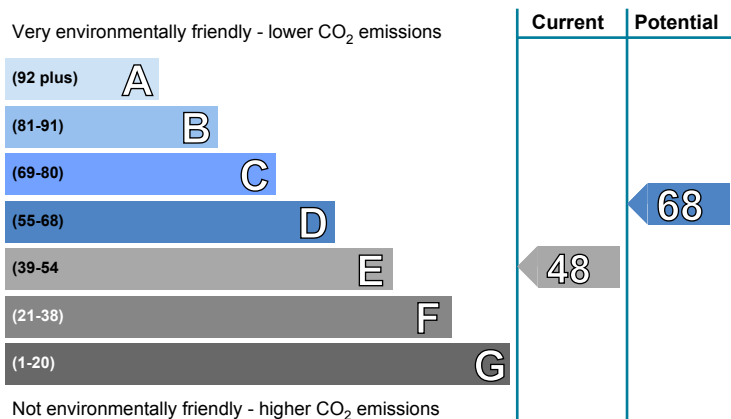 Very environmentally friendly - lower CO2 emissions
Current
Potential
(92 plus) A
(81-91) B
(69-80) C
(55-68) D
68
(39-54 E
48
(21-38) F
(1-20) G
Not environmentally friendly - higher CO2 emissions